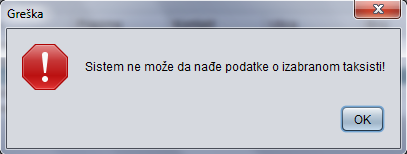 Greška
Sistem ne može da nađe podatke o izabranom taksisti!
OK